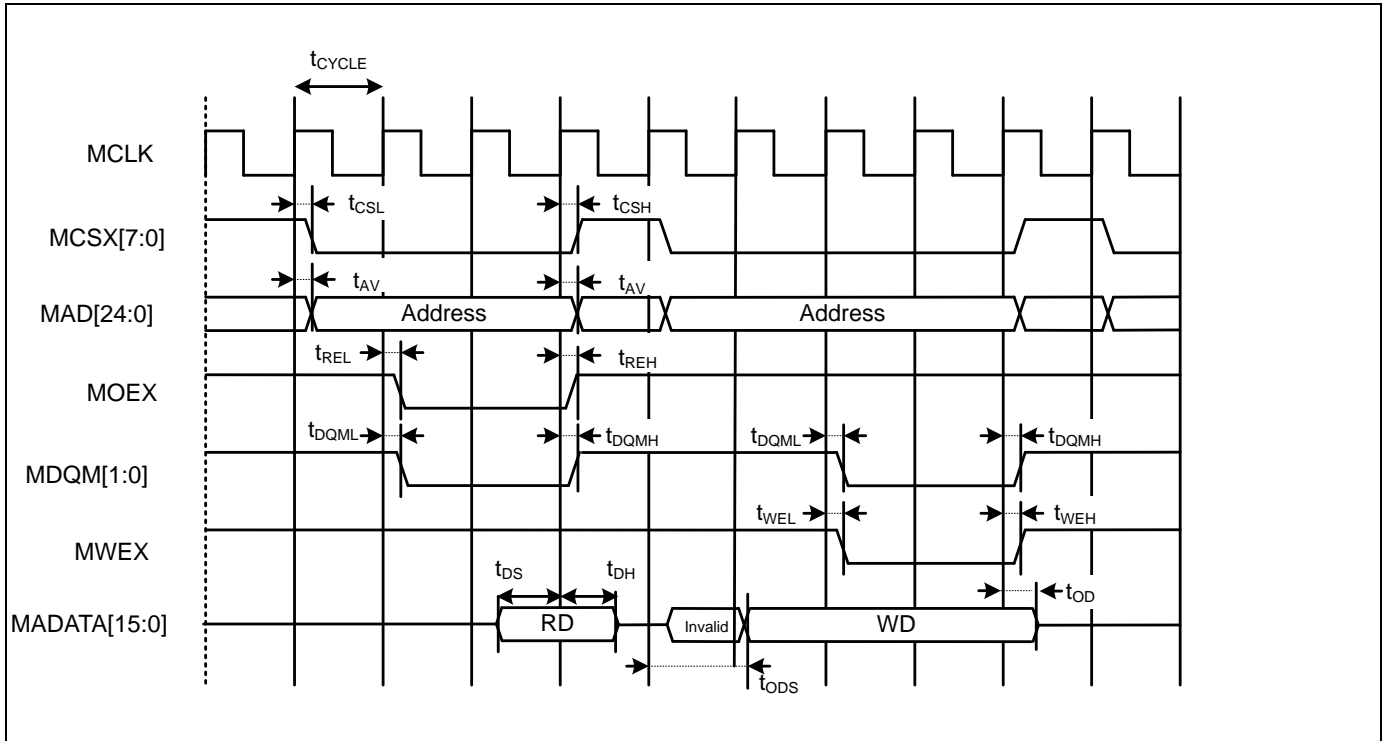 tCYCLE
MCLK
tCSL tCSH
MCSX[7:0]
tAV tAV
MAD[24:0] Address Address
tREL tREH
MOEX
tDQML tDQMH tDQML tDQMH
MDQM[1:0]
tWEL tWEH
MWEX
tDS tDH tOD
MADATA[15:0] RD Invalid WD
tODS